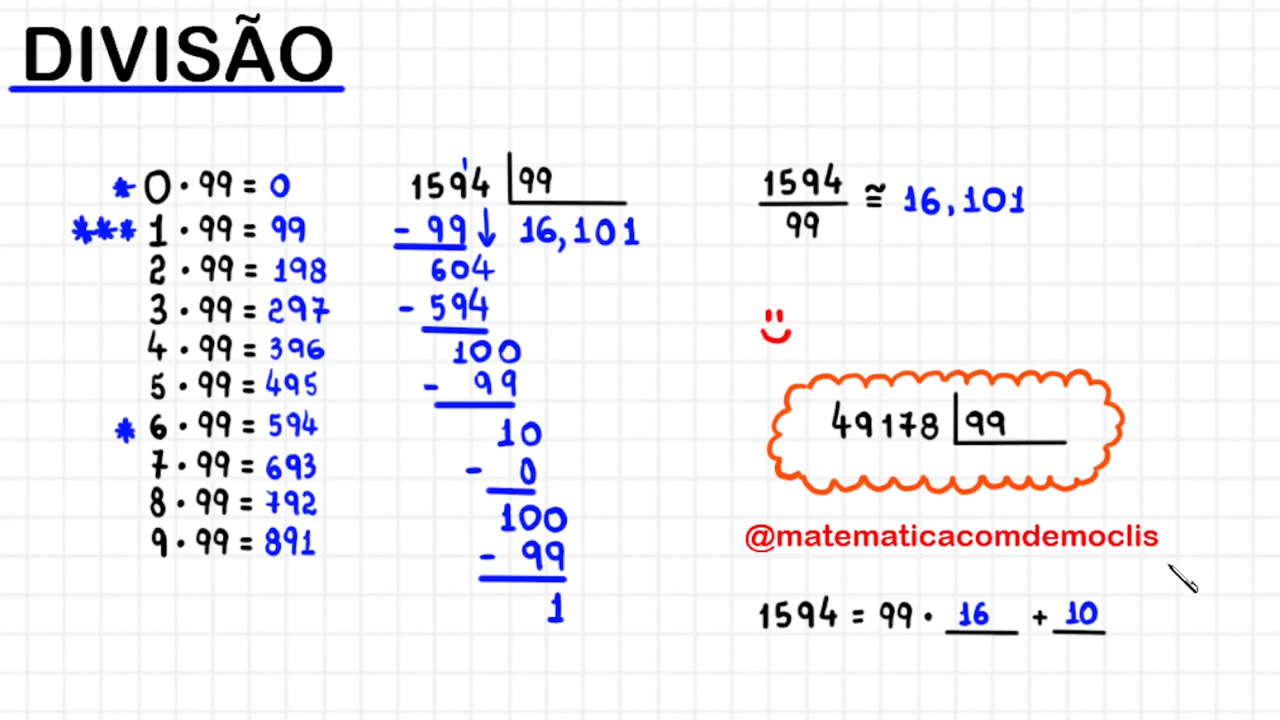 DIVISÃO
* 0 · 99 = 0
*** 1 · 99 = 99
2 · 99 = 198
3 · 99 = 297
4 · 99 = 396
5 · 99 = 495
* 6 · 99 = 594
7 · 99 = 693
8 · 99 = 792
9 · 99 = 891
159'4 | 99
- 99 ↓ 16,101
604
- 594
100
- 99
10
- 0
100
- 99
1
1594
99
≅ 16,101
49178 | 99
@matematicacomdemoclis
1594 = 99 · 16 + 10